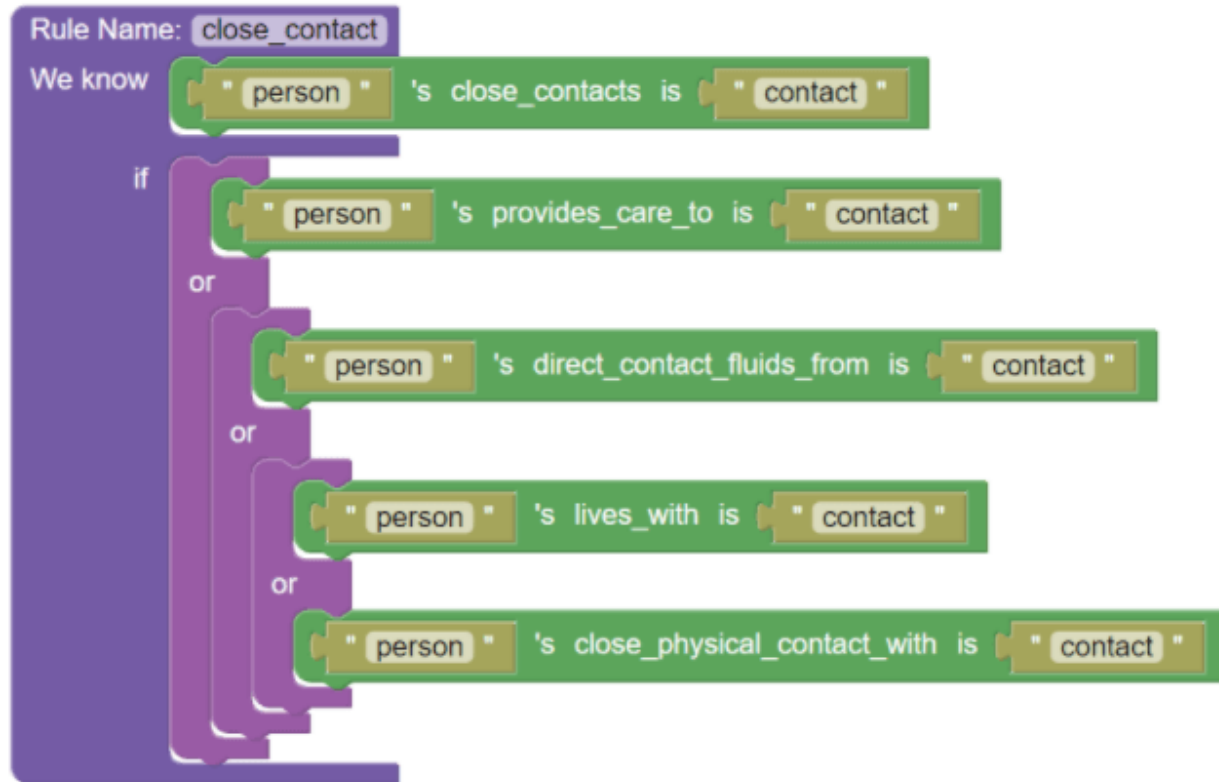 Rule Name: close_contact
We know " person " 's close_contacts is " contact "
if
" person " 's provides_care_to is " contact "
or
" person " 's direct_contact_fluids_from is " contact "
or
" person " 's lives_with is " contact "
or
" person " 's close_physical_contact_with is " contact "